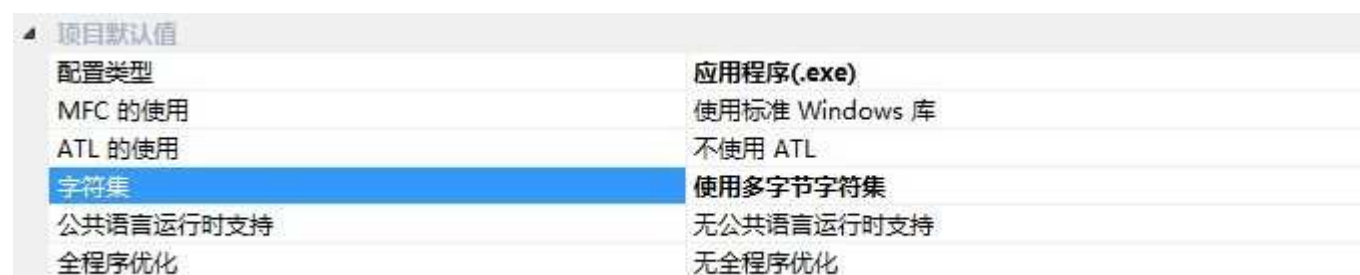 项目默认值
配置类型 应用程序(.exe)
MFC 的使用 使用标准 Windows 库
ATL 的使用 不使用 ATL
字符集 使用多字节字符集
公共语言运行时支持 无公共语言运行时支持
全程序优化 无全程序优化